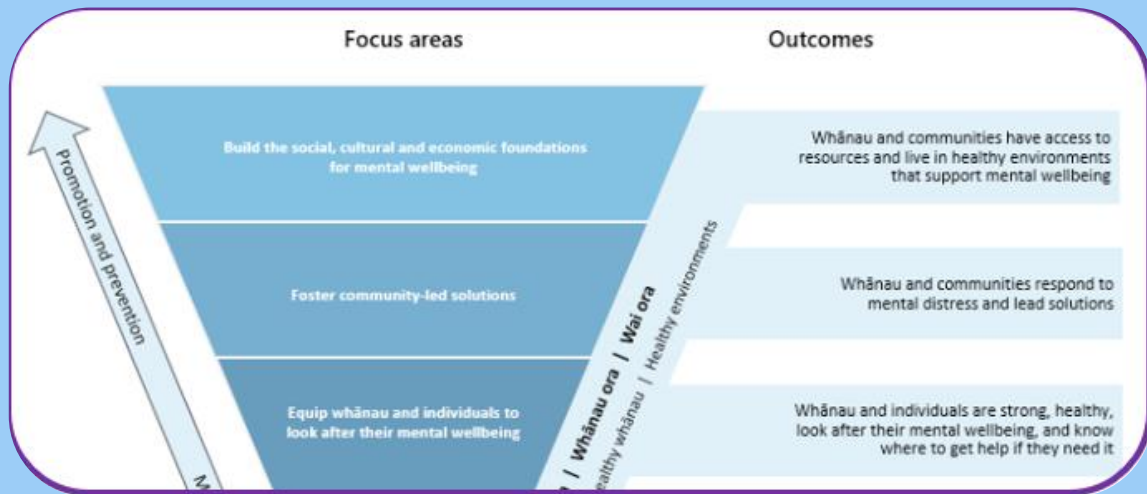 Focus areas
Outcomes
Promotion and prevention
Build the social, cultural and economic foundations
for mental wellbeing
Whānau and communities have access to
resources and live in healthy environments
that support mental wellbeing
Foster community-led solutions
Whānau and communities respond to
mental distress and lead solutions
Equip whānau and individuals to
look after their mental wellbeing
Whānau and individuals are strong, healthy,
look after their mental wellbeing, and know
where to get help if they need it
| Whānau ora | Wai ora
whānau | Healthy environments